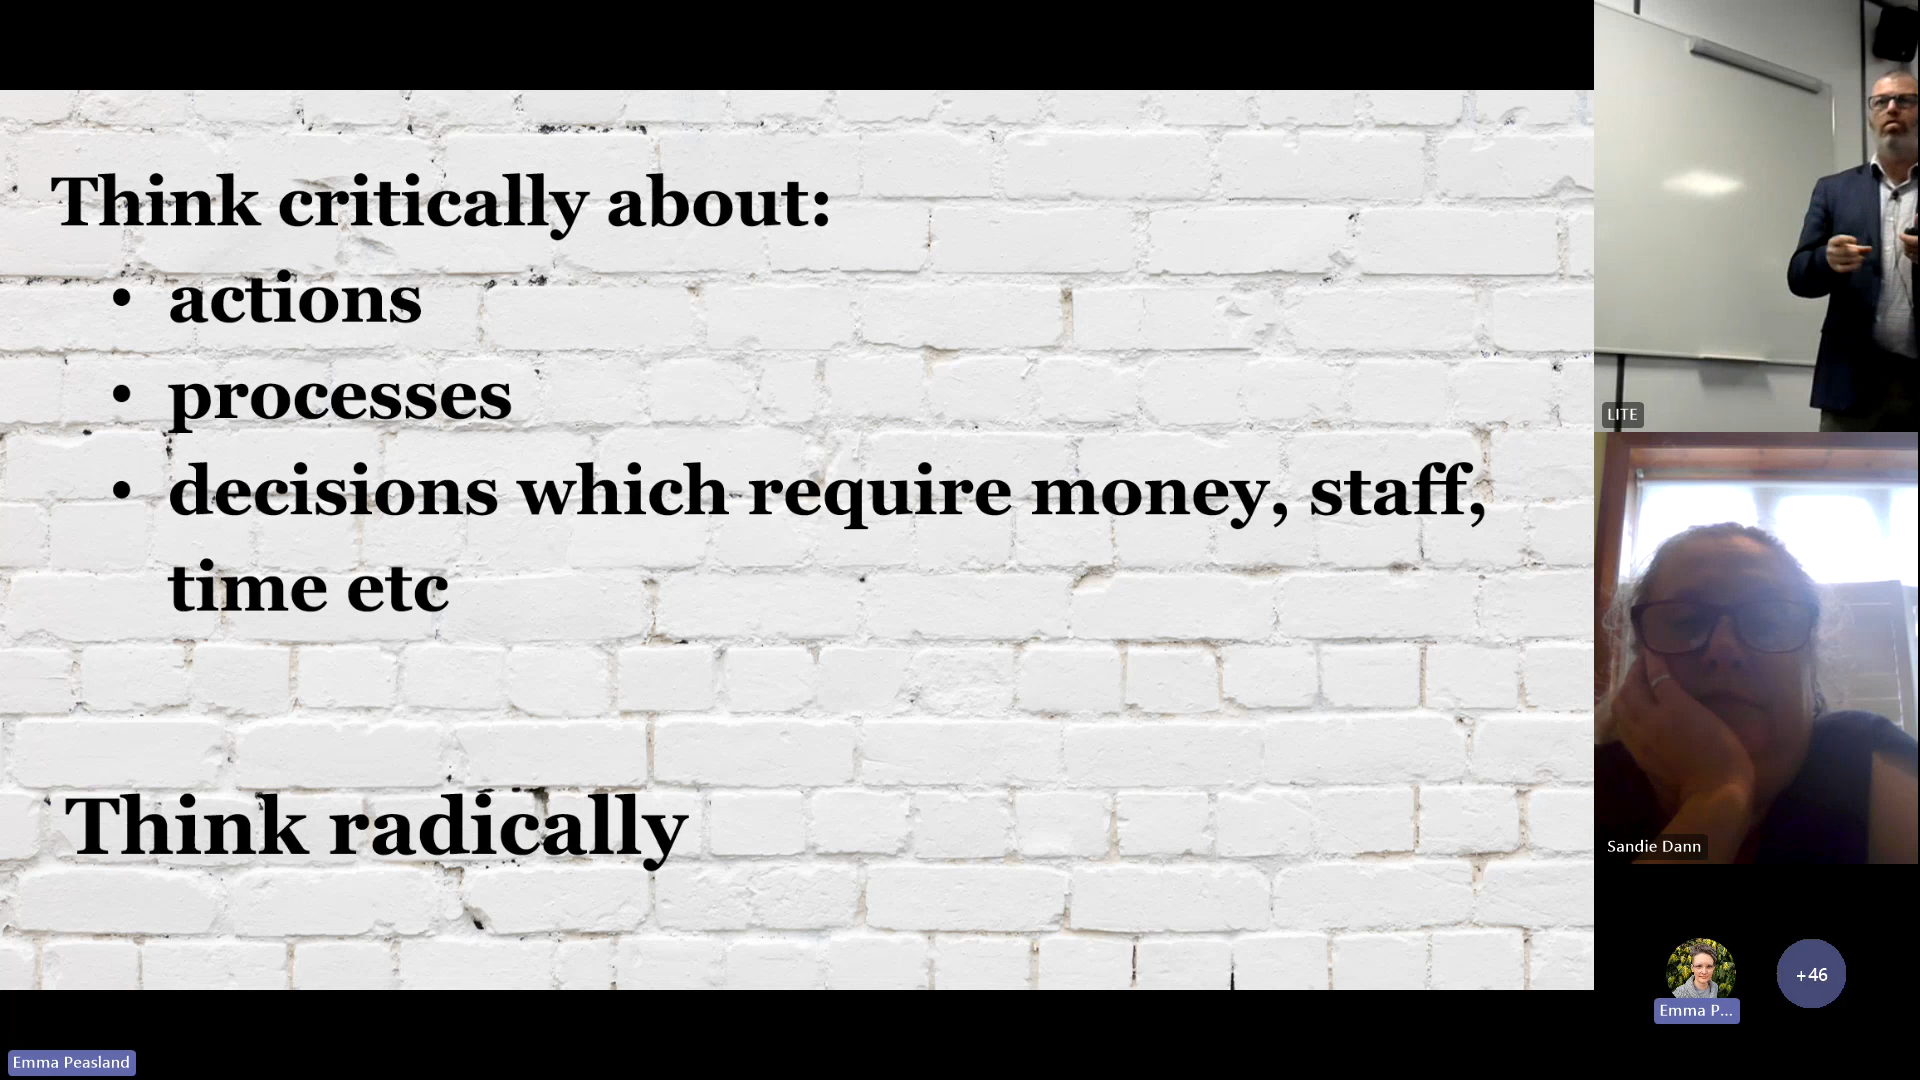 Think critically about:
• actions
• processes
• decisions which require money, staff,
time etc
Think radically
LITE
Sandie Dann
Emma P...
+46
Emma Peasland